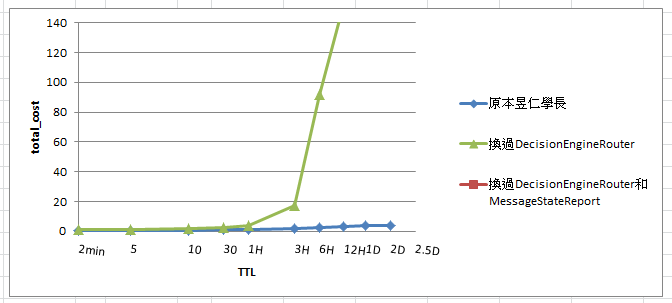 140
120
100
80
60
40
20
0
total_cost
2min 5 10 30 1H 3H 6H 12H 1D 2D 2.5D
TTL
原本昱仁學長
換過DecisionEngineRouter
換過DecisionEngineRouter和
MessageStateReport